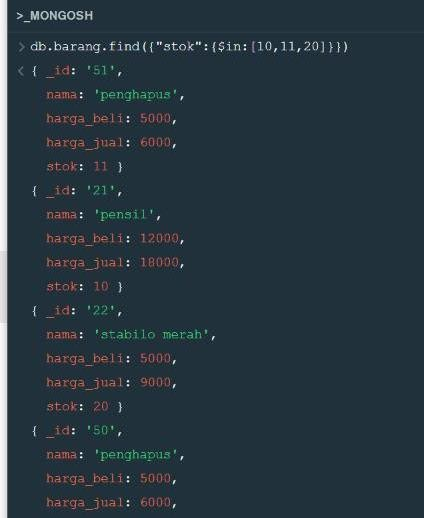 >_MONGOSH
> db.barang.find({"stok":{$in:[10,11,20]}})
< { _id: '51',
nama: 'penghapus',
harga_beli: 5000,
harga_jual: 6000,
stok: 11 }
{ _id: '21',
nama: 'pensil',
harga_beli: 12000,
harga_jual: 18000,
stok: 10 }
{ _id: '22',
nama: 'stabilo merah',
harga_beli: 5000,
harga_jual: 9000,
stok: 20 }
{ _id: '50',
nama: 'penghapus',
harga_beli: 5000,
harga_jual: 6000,